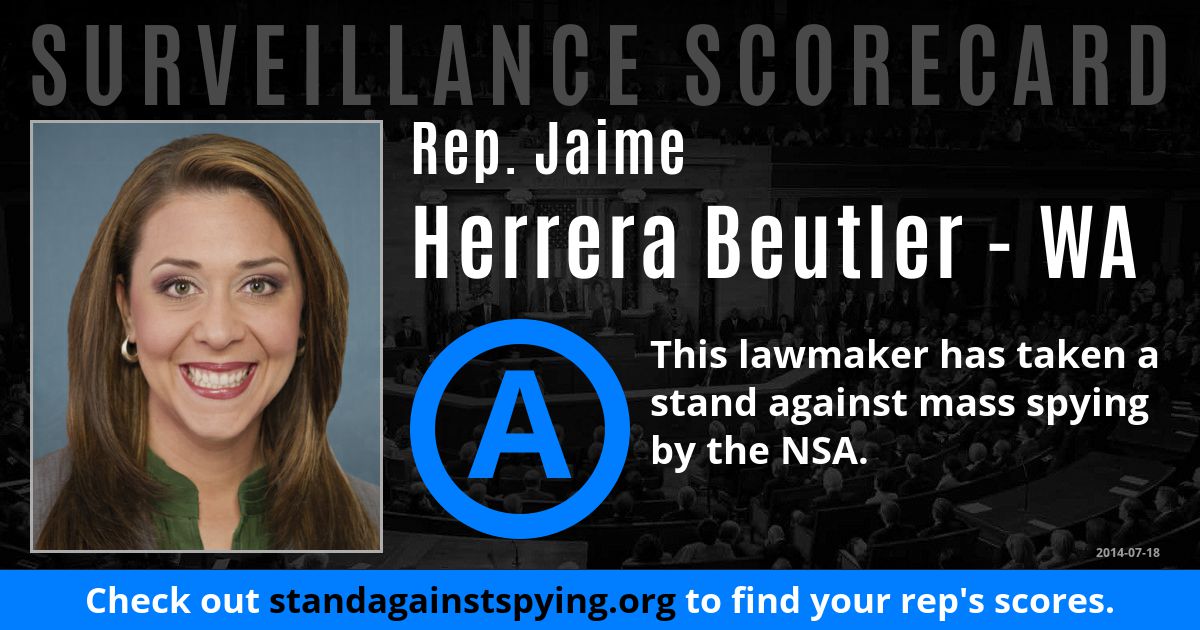 SURVEILLANCE SCORECARD
Rep. Jaime
Herrera Beutler - WA
A
This lawmaker has taken a
stand against mass spying
by the NSA.
2014-07-18
Check out standagainstspying.org to find your rep's scores.